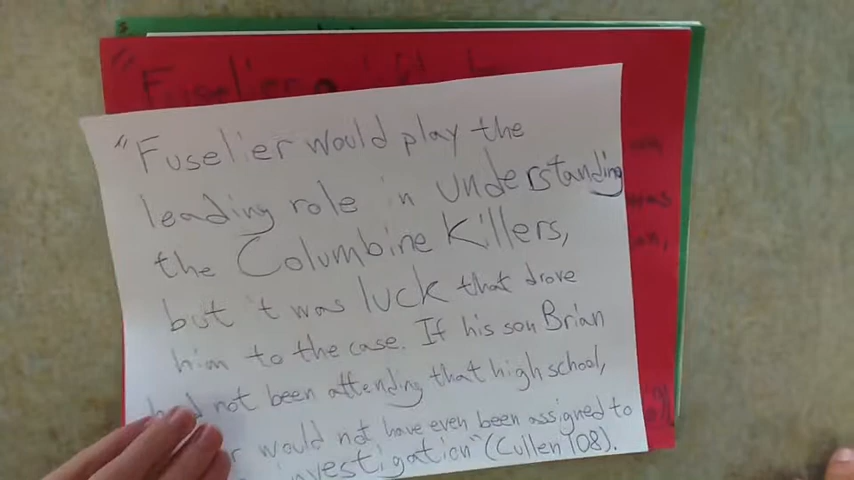 "Fuselier would play the
leading role in understanding
the Columbine Killers,
but it was luck that drove
him to the case. If his son Brian
had not been attending that high school,
would not have even been assigned to
investigation" (Cullen 108).
"Fuselier